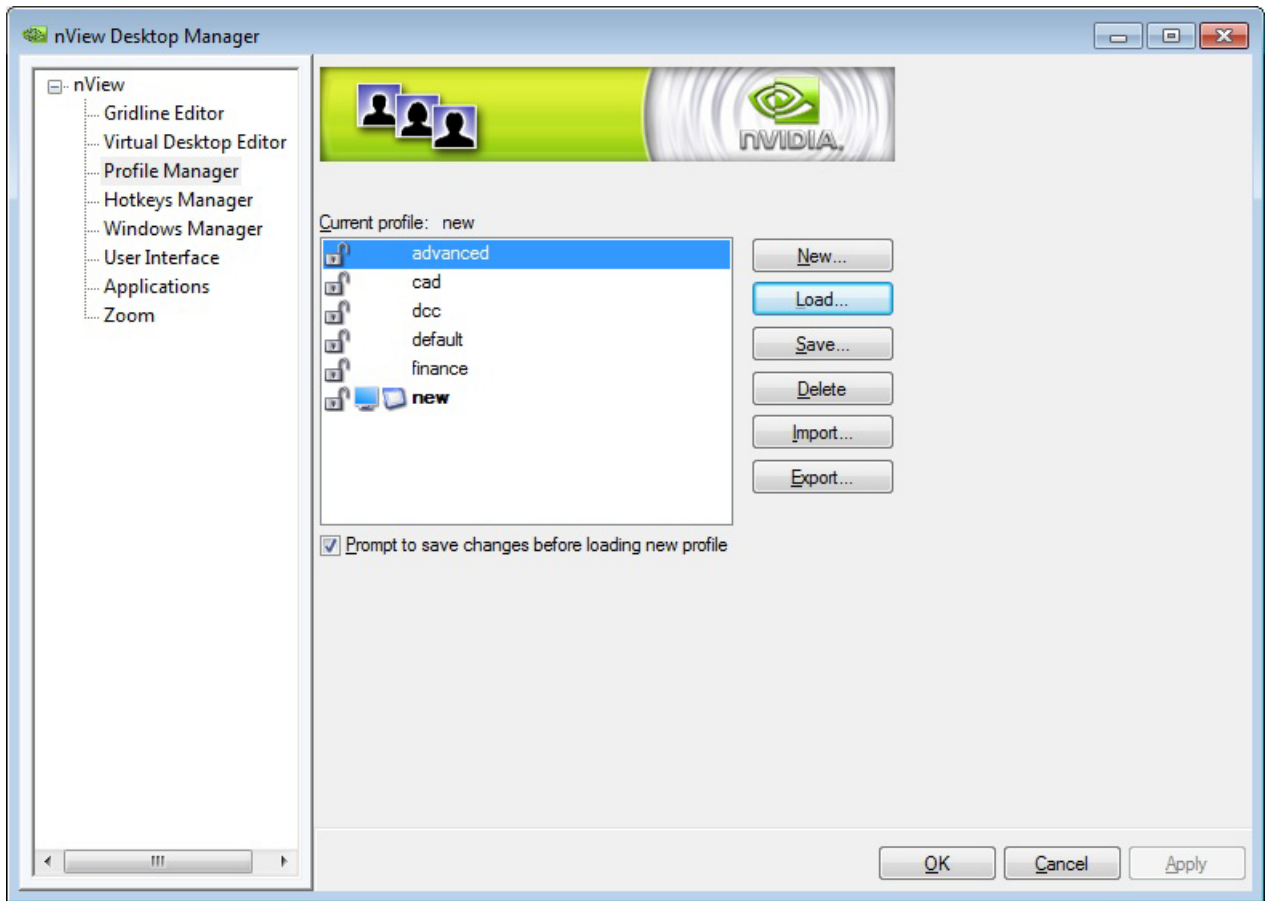 nView Desktop Manager
nView
Gridline Editor
Virtual Desktop Editor
Profile Manager
Hotkeys Manager
Windows Manager
User Interface
Applications
Zoom
nVIDIA.
Current profile: new
advanced
cad
dcc
default
finance
new
New...
Load...
Save...
Delete
Import...
Export...
Prompt to save changes before loading new profile
OK
Cancel
Apply